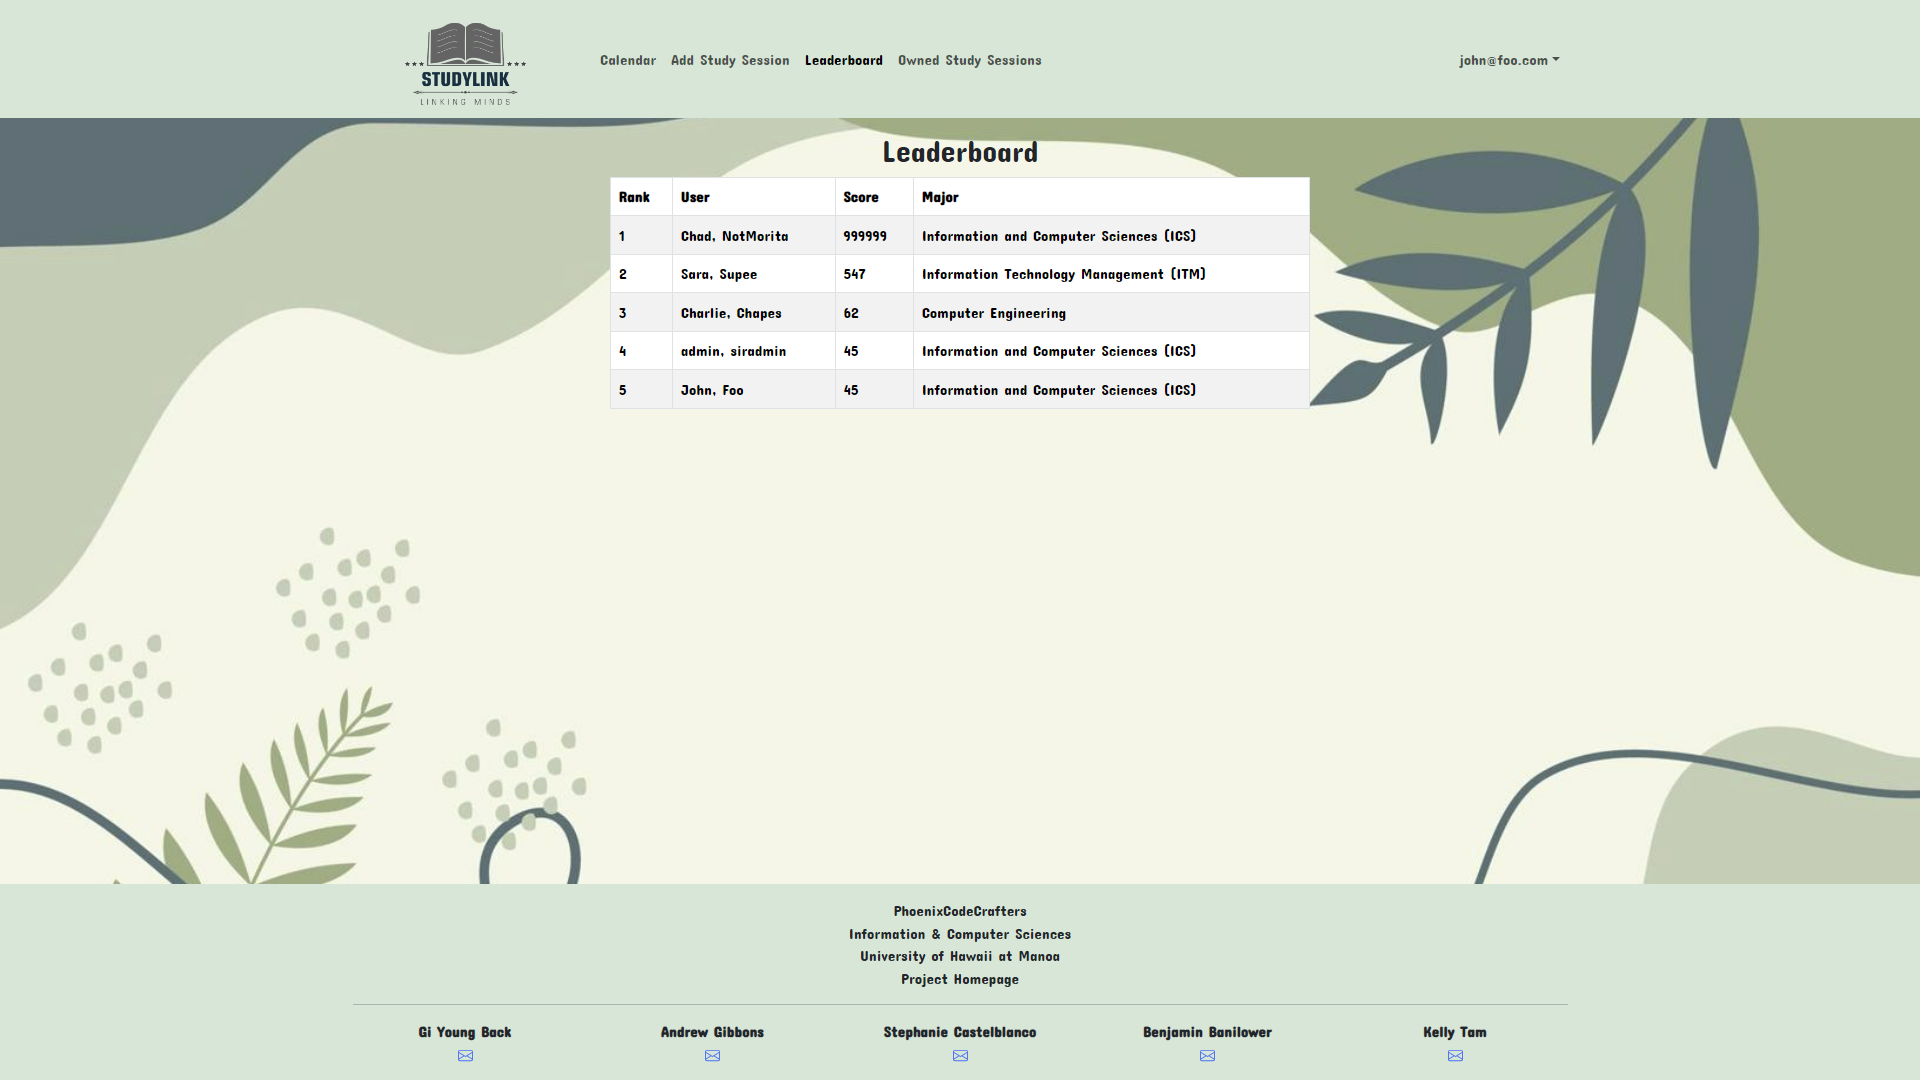 STUDYLINK
LINKING MINDS
Calendar Add Study Session Leaderboard Owned Study Sessions john@foo.com
Leaderboard
Rank User Score Major
1 Chad, NotMorita 999999 Information and Computer Sciences (ICS)
2 Sara, Supee 547 Information Technology Management (ITM)
3 Charlie, Chapes 62 Computer Engineering
4 admin, siradmin 45 Information and Computer Sciences (ICS)
5 John, Foo 45 Information and Computer Sciences (ICS)
PhoenixCodeCrafters
Information & Computer Sciences
University of Hawaii at Manoa
Project Homepage
Gi Young Back Andrew Gibbons Stephanie Castelblanco Benjamin Banilower Kelly Tam